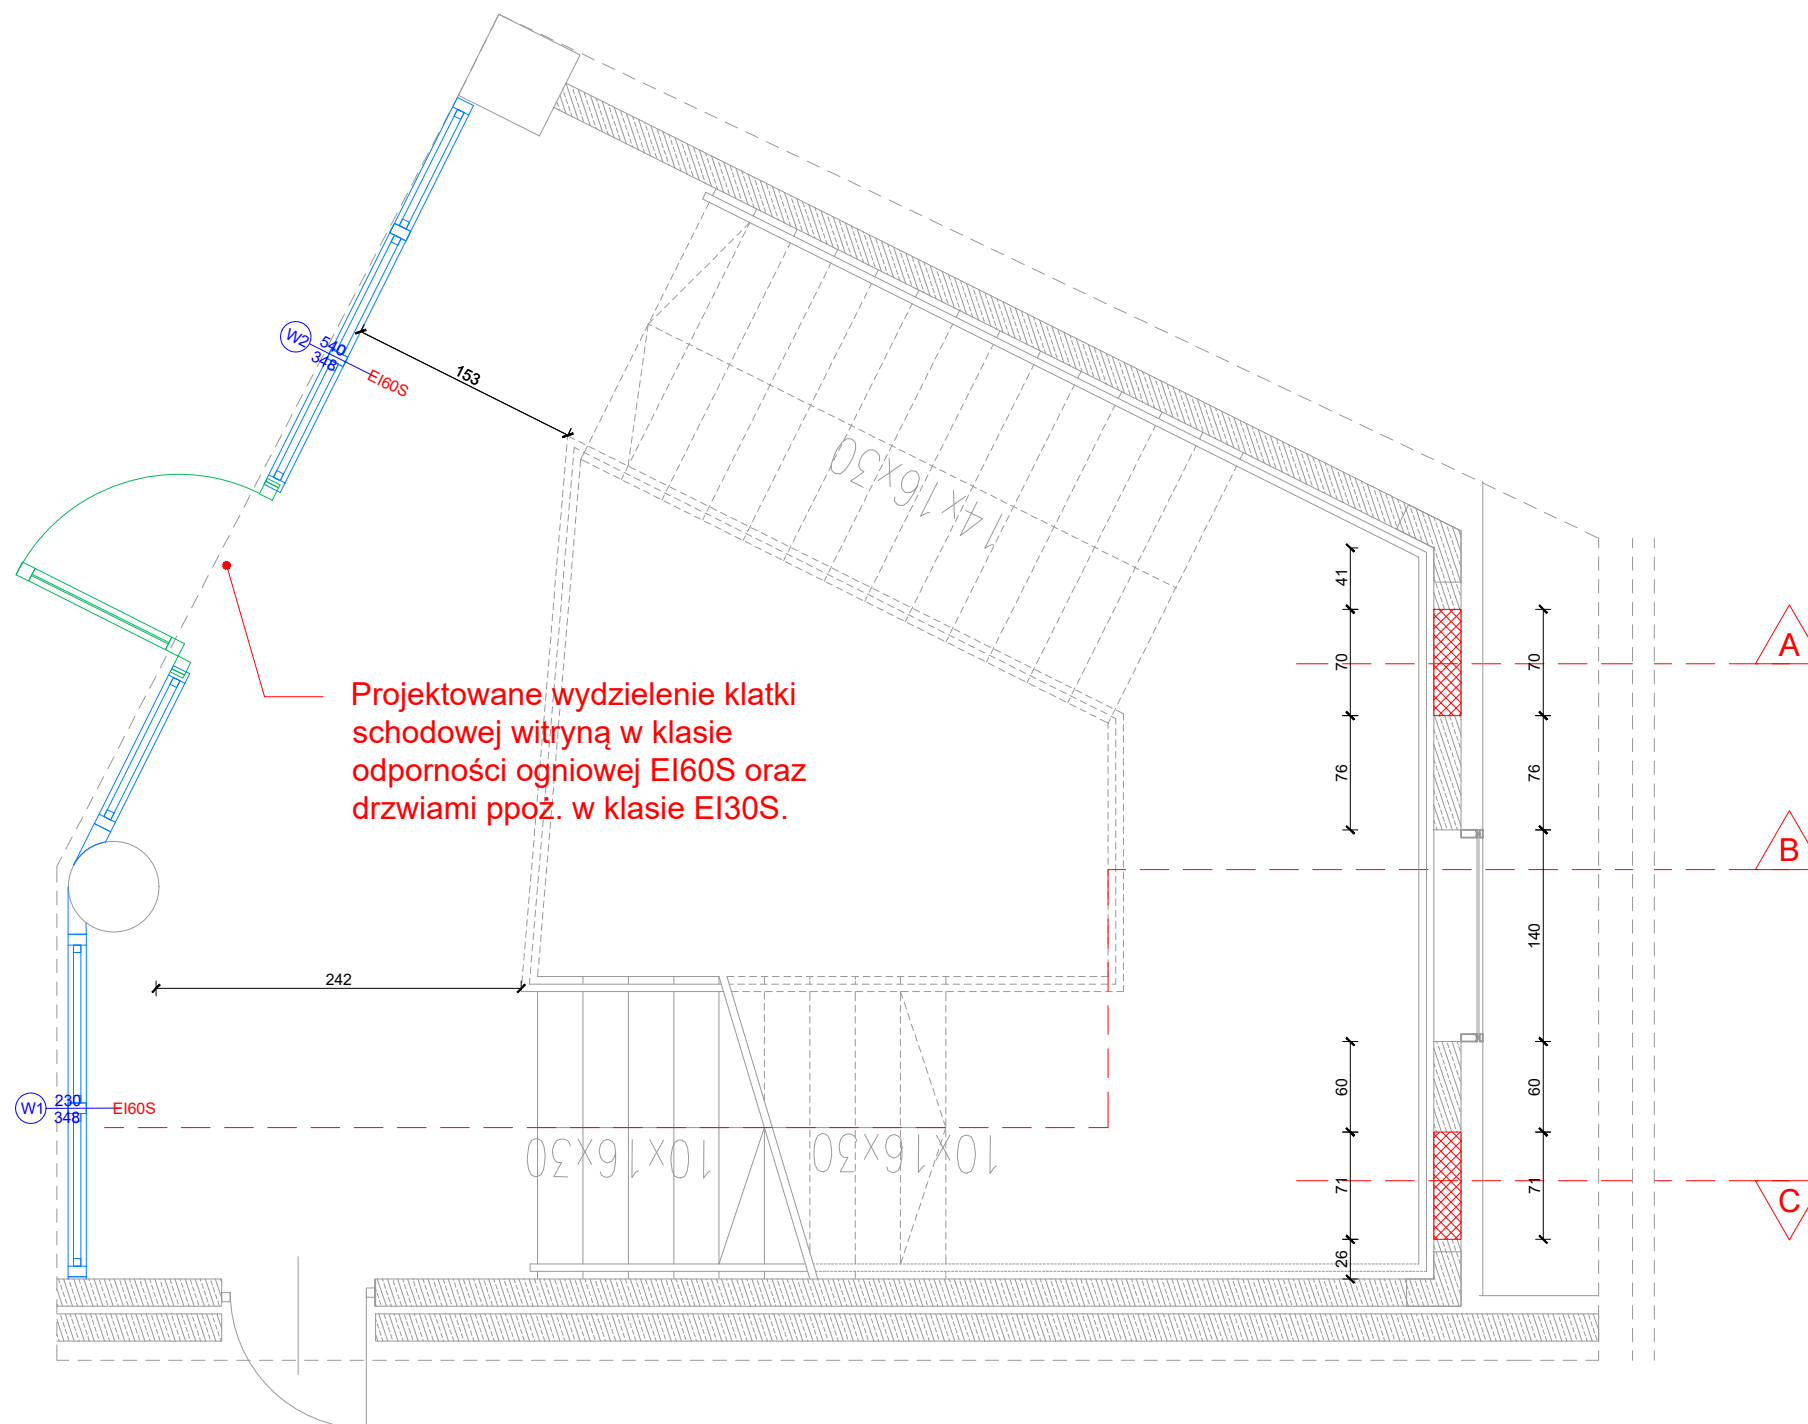 W2
540
348
EI60S
153
14x16x30
41
70
70
A
Projektowane wydzielenie klatki
schodowej witryną w klasie
odporności ogniowej EI60S oraz
drzwiami ppoż. w klasie EI30S.
76
76
B
140
242
W1
230
348
EI60S
60
60
10x16x30
10x16x30
71
71
C
26